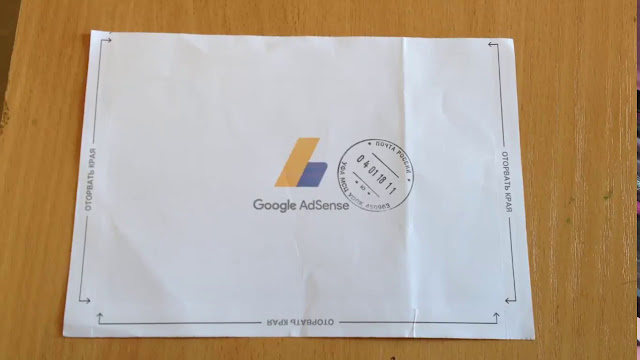 ОТОРВАТЬ КРАЯ
Google AdSense
ПОЧТА РОССИИ
04 01 18 11
ОТОРВАТЬ КРАЯ
ОТОРВАТЬ КРАЯ